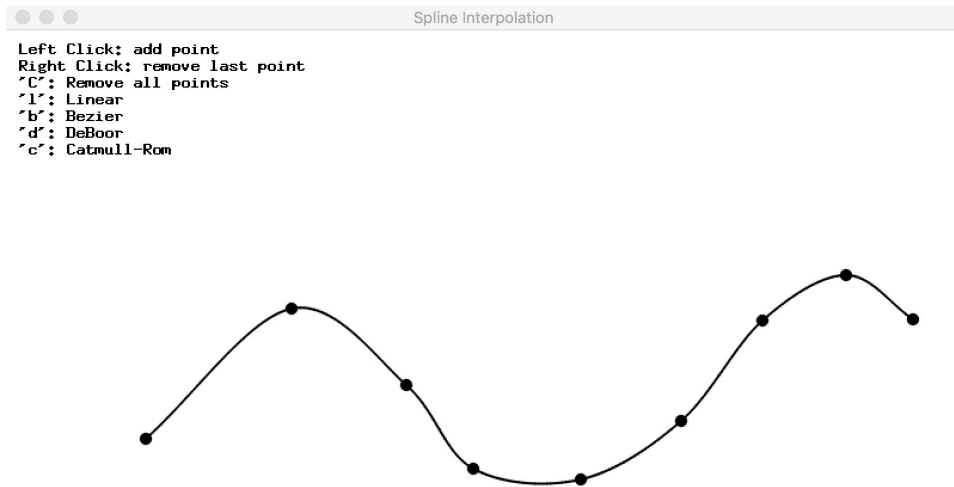 Spline Interpolation
Left Click: add point
Right Click: remove last point
"C": Remove all points
"l": Linear
"b": Bezier
"d": DeBoor
"c": Catmull-Rom